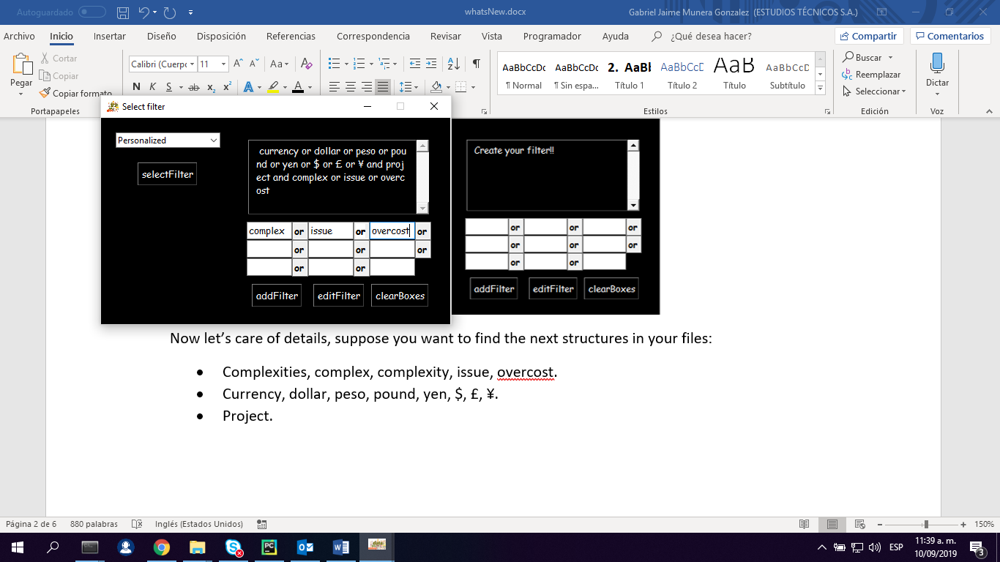 Autoguardado
whatsNew.docx
Gabriel Jaime Munera Gonzalez (ESTUDIOS TÉCNICOS S.A.)
Archivo Inicio Insertar Diseño Disposición Referencias Correspondencia Revisar Vista Programador Ayuda ¿Qué desea hacer? Compartir Comentarios
Pegar
Cortar
Copiar
Copiar formato
Portapapeles
Calibri (Cuerpo 11
N K S ab x₂ x² A A
Aa
AaBbCcDc AaBbCcDc 2. AaBl AaBbCcE AaB AaBbCcD
¶ Normal ¶ Sin espa... Título 1 Título 2 Título Subtítulo
Estilos
Buscar
Reemplazar
Seleccionar
Edición
Dictar
Voz
Select filter
Personalized
selectFilter
currency or dollar or peso or pou
nd or yen or $ or £ or ¥ and proj
ect and complex or issue or overc
ost
complex or issue or overcost or
or or or
or or
addFilter editFilter clearBoxes
Create your filter!!
or or or
or or or
or or
addFilter editFilter clearBoxes
Now let’s care of details, suppose you want to find the next structures in your files:
• Complexities, complex, complexity, issue, overcost.
• Currency, dollar, peso, pound, yen, $, £, ¥.
• Project.
Página 2 de 6 880 palabras Inglés (Estados Unidos) 150%
ESP
11:39 a. m.
10/09/2019
3